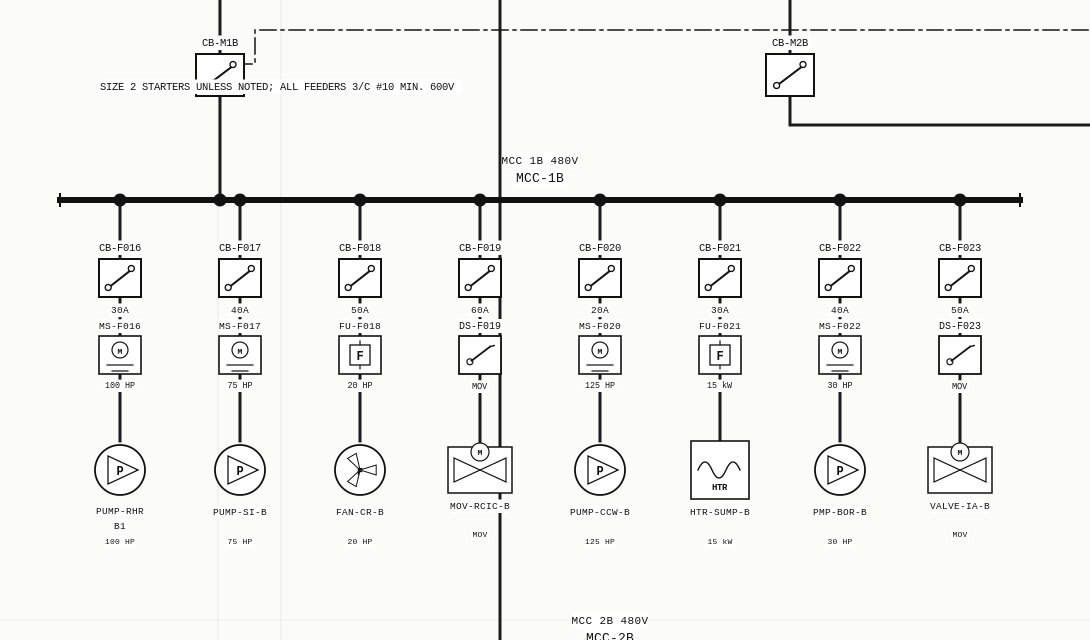 CB-M1B
CB-M2B
SIZE 2 STARTERS UNLESS NOTED; ALL FEEDERS 3/C #10 MIN. 600V
MCC 1B 480V
MCC-1B
CB-F016 CB-F017 CB-F018 CB-F019 CB-F020 CB-F021 CB-F022 CB-F023
30A 40A 50A 60A 20A 30A 40A 50A
MS-F016 MS-F017 FU-F018 DS-F019 MS-F020 FU-F021 MS-F022 DS-F023
M M F M F M
100 HP 75 HP 20 HP MOV 125 HP 15 kW 30 HP MOV
M M
P P P P
HTR
PUMP-RHR B1
PUMP-SI-B FAN-CR-B MOV-RCIC-B PUMP-CCW-B HTR-SUMP-B PMP-BOR-B VALVE-IA-B
100 HP 75 HP 20 HP MOV 125 HP 15 kW 30 HP MOV
MCC 2B 480V
MCC-2B